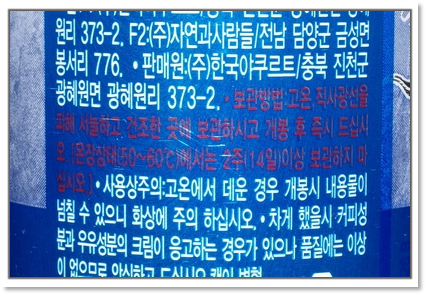 원리 373-2. F2:(주)자연과사람들/전남 담양군 금성면
봉서리 776. • 판매원:(주)한국야쿠르트/충북 진천군
광혜원면 광혜원리 373-2. • 보관방법:고온, 직사광선을
피해 서늘하고 건조한 곳에 보관하시고 개봉 후 즉시 드십시
오. [온장상태(50~60℃)에서는 2주(14일)이상 보관하지 마
십시오.] • 사용상주의:고온에서 데운 경우 개봉시 내용물이
넘칠 수 있으니 화상에 주의 하십시오. • 차게 했을시 커피성
분과 우유성분의 크림이 응고하는 경우가 있으나 품질에는 이상
이 없으므로 안심하고 드십시오. 캔이